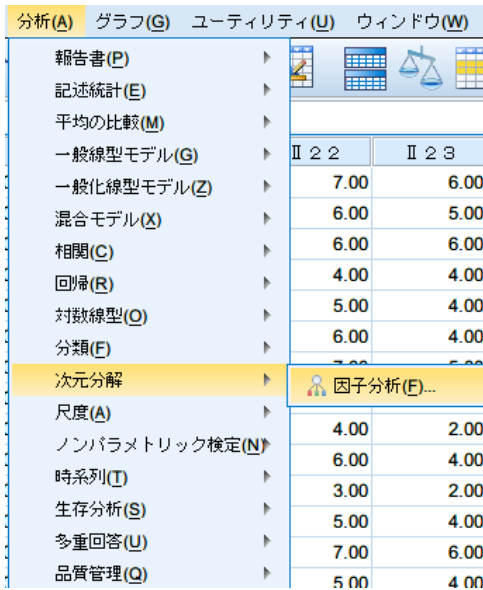 分析(A) グラフ(G) ユーティリティ(U) ウィンドウ(W)
報告書(P)
記述統計(E)
平均の比較(M)
一般線型モデル(G) Ⅱ２２ Ⅱ２３
一般化線型モデル(Z) 7.00 6.00
混合モデル(X) 6.00 5.00
相関(C) 6.00 6.00
回帰(R) 4.00 4.00
対数線型(O) 5.00 4.00
分類(F) 6.00 4.00
次元分解 因子分析(F)...
尺度(A) 4.00 2.00
ノンパラメトリック検定(N) 6.00 4.00
時系列(T) 3.00 2.00
生存分析(S) 5.00 4.00
多重回答(U) 7.00 6.00
品質管理(Q) 5.00 4.00